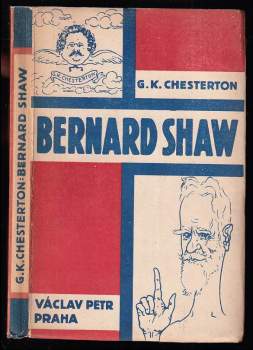 G.K.CHESTERTON: BERNARD SHAW
G.K.CHESTERTON
G.K. CHESTERTON
BERNARD SHAW
VÁCLAV PETR
PRAHA